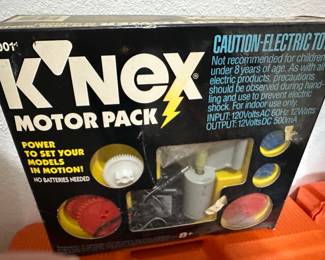 K'NEX
MOTOR PACK
POWER
TO SET YOUR
MODELS
IN MOTION!
NO BATTERIES NEEDED
CAUTION-ELECTRIC TO
Not recommended for children
under 8 years of age. As with all
electric products, precautions
should be observed during hand
ling and use to prevent electric
shock. For indoor use only.
INPUT: 120VoltsAC 60Hz 12Watts
OUTPUT: 12VoltsDC 500mA
8+